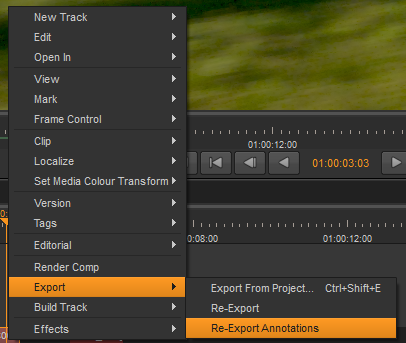 New Track
Edit
Open In
View
Mark
Frame Control
01:00:12:00
Clip
Localize
01:00:03:03
Set Media Colour Transform
Version
Tags
00:08:00
01:00:12:00
Editorial
Render Comp
Export
Export From Project... Ctrl+Shift+E
Build Track
Re-Export
Effects
Re-Export Annotations